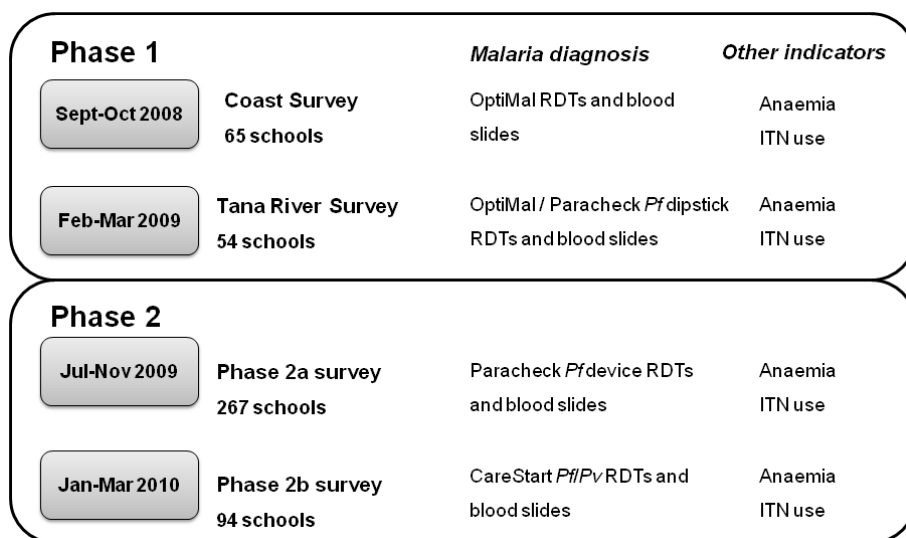 Phase 1
Malaria diagnosis
Other indicators
Sept-Oct 2008
Coast Survey
65 schools
OptiMal RDTs and blood
slides
Anaemia
ITN use
Feb-Mar 2009
Tana River Survey
54 schools
OptiMal / Paracheck Pf dipstick
RDTs and blood slides
Anaemia
ITN use
Phase 2
Jul-Nov 2009
Phase 2a survey
267 schools
Paracheck Pf device RDTs
and blood slides
Anaemia
ITN use
Jan-Mar 2010
Phase 2b survey
94 schools
CareStart Pf/Pv RDTs and
blood slides
Anaemia
ITN use